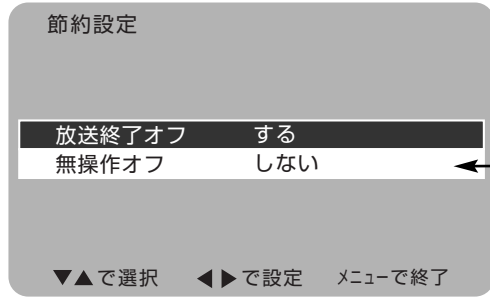 節約設定
放送終了オフ する
無操作オフ しない
▼▲で選択 ◀▶で設定 メニューで終了